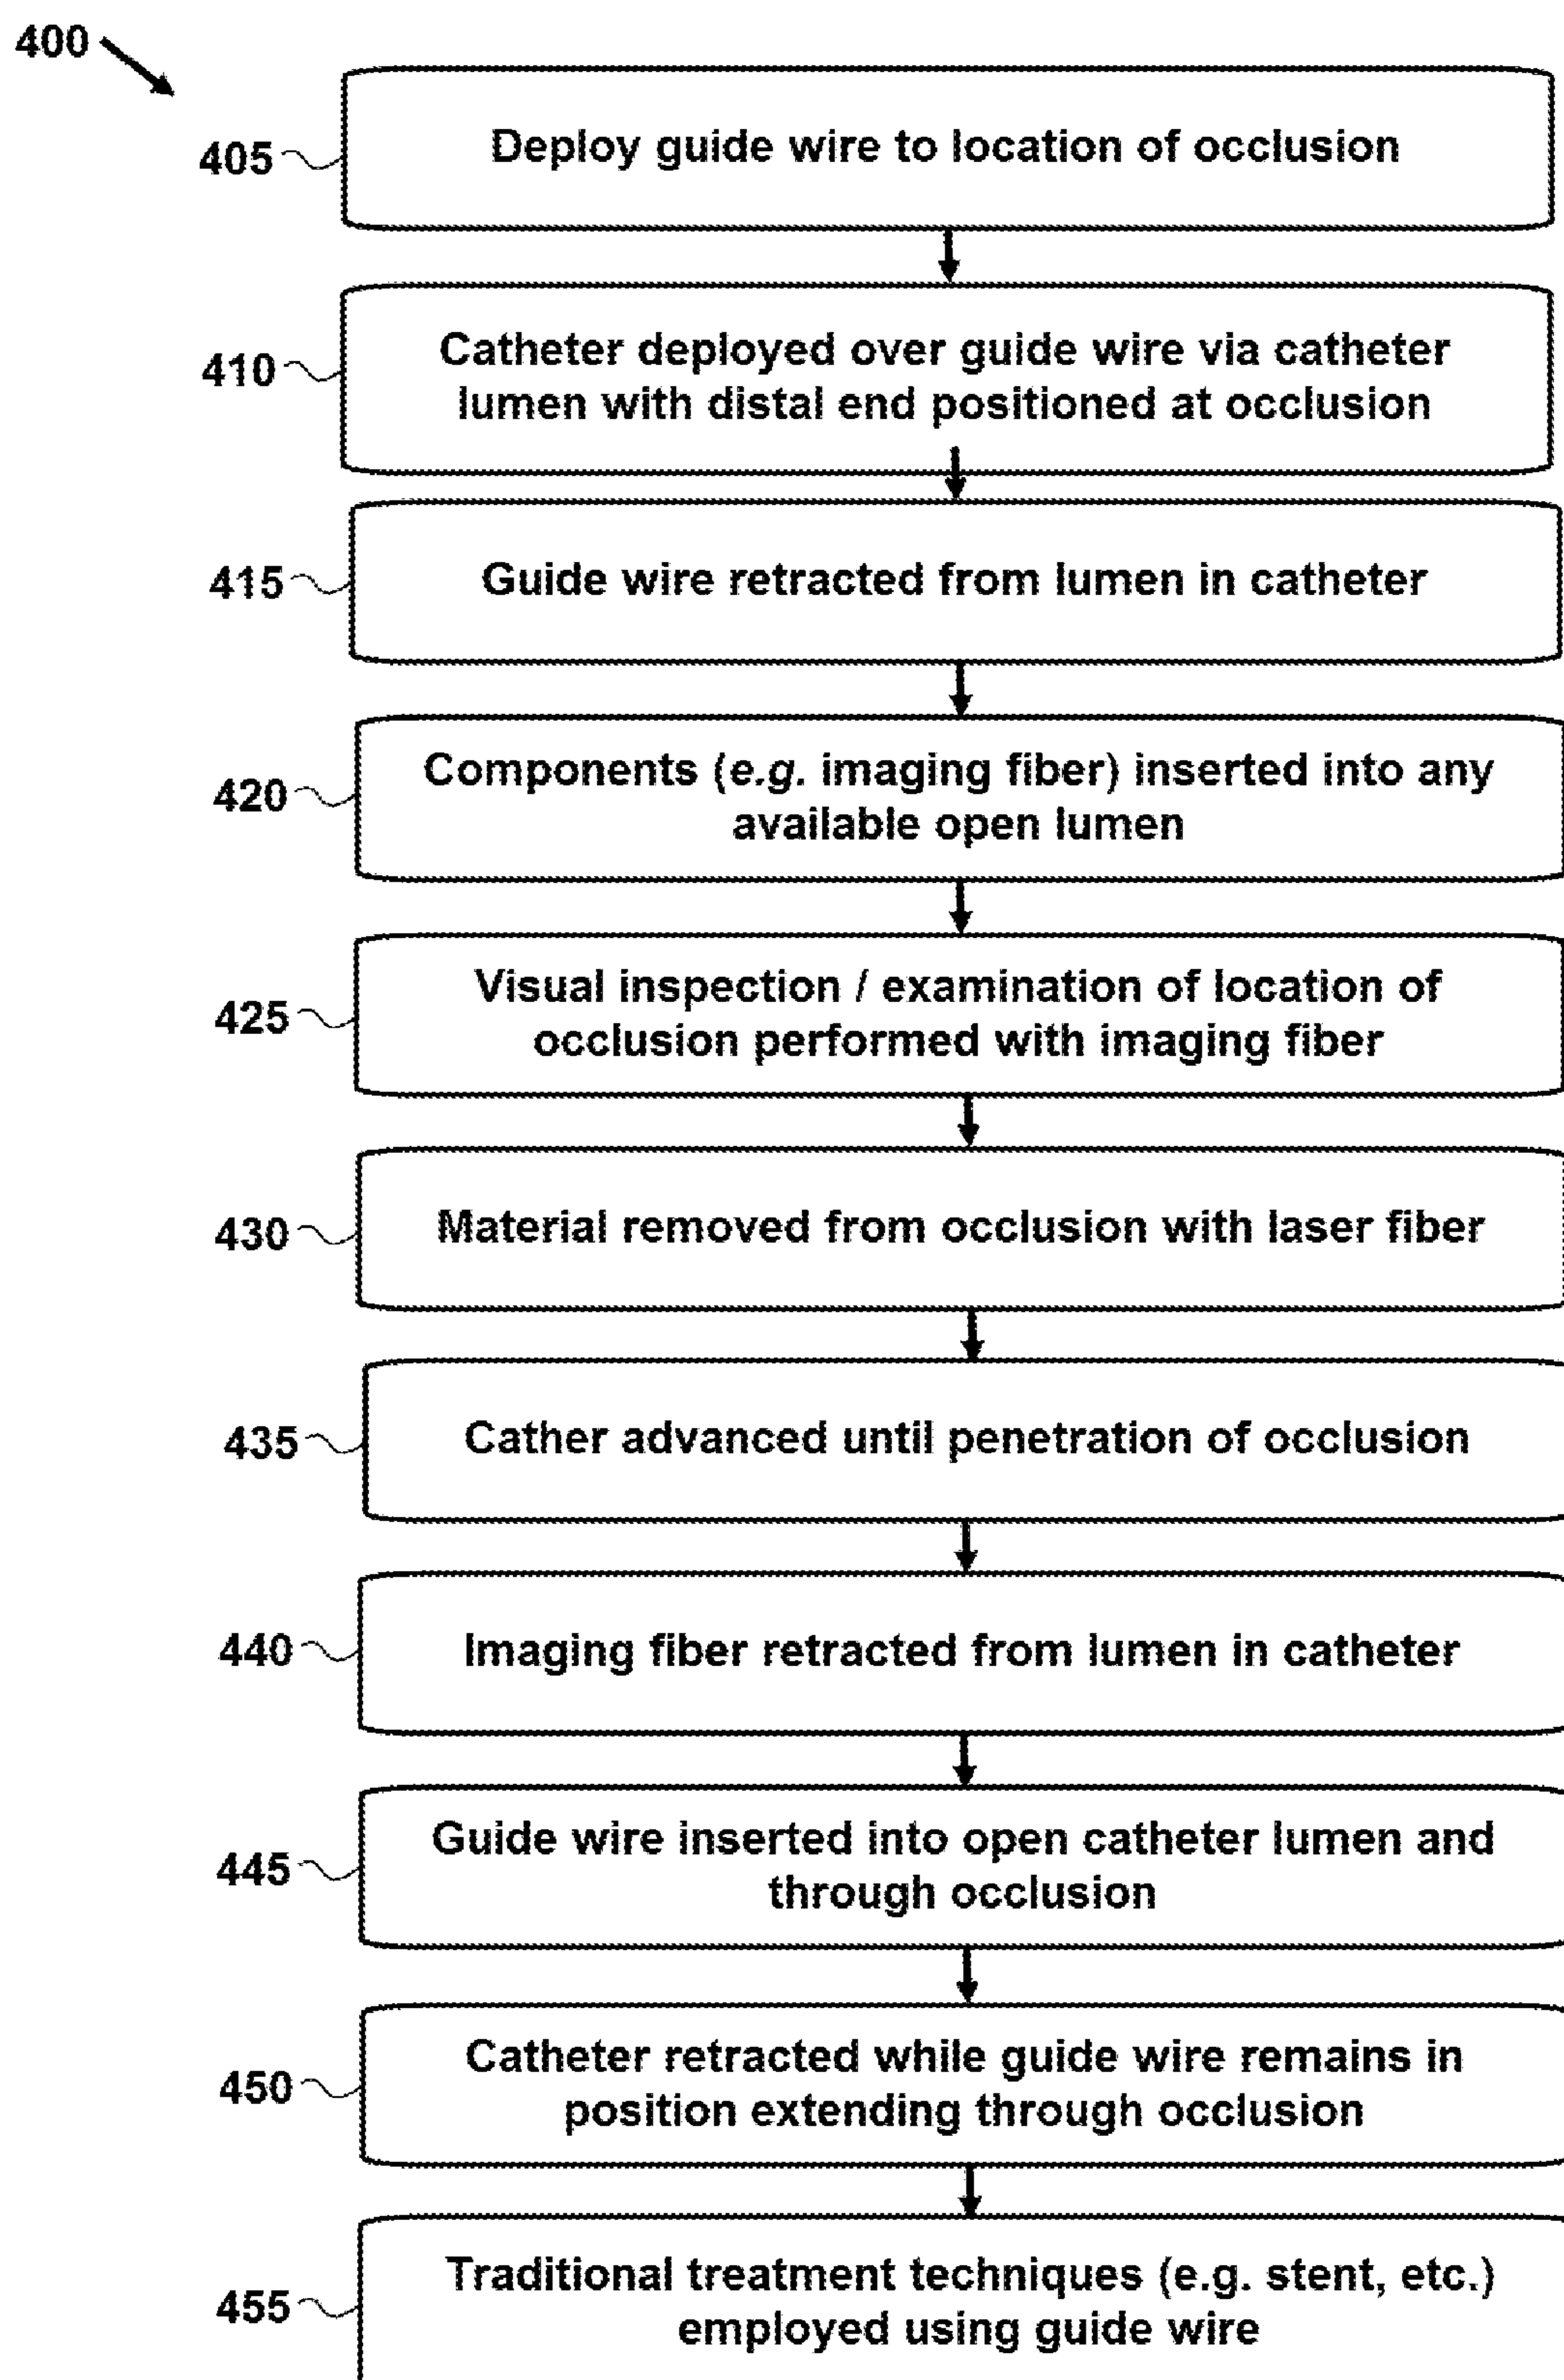 400
405
Deploy guide wire to location of occlusion
410
Catheter deployed over guide wire via catheter
lumen with distal end positioned at occlusion
415
Guide wire retracted from lumen in catheter
420
Components (e.g. imaging fiber) inserted into any
available open lumen
425
Visual inspection / examination of location of
occlusion performed with imaging fiber
430
Material removed from occlusion with laser fiber
435
Cather advanced until penetration of occlusion
440
Imaging fiber retracted from lumen in catheter
445
Guide wire inserted into open catheter lumen and
through occlusion
450
Catheter retracted while guide wire remains in
position extending through occlusion
455
Traditional treatment techniques (e.g. stent, etc.)
employed using guide wire